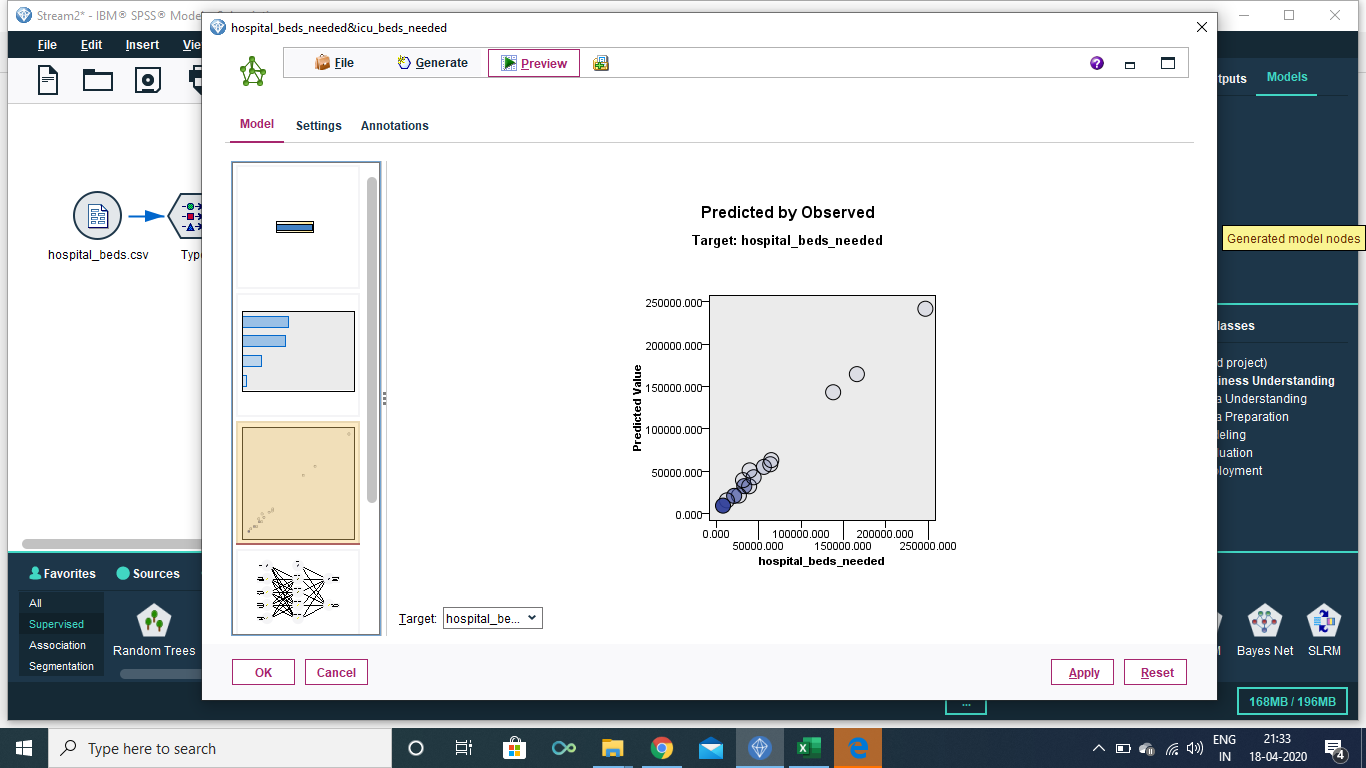 Stream2* - IBM® SPSS® Mode
hospital_beds_needed&icu_beds_needed
File Edit Insert Vie
File Generate Preview
Model Settings Annotations
tputs Models
hospital_beds.csv
Type
Predicted by Observed
Target: hospital_beds_needed
Predicted Value
250000.000
200000.000
150000.000
100000.000
50000.000
0.000
0.000 100000.000 200000.000
50000.000 150000.000 250000.000
hospital_beds_needed
Target: hospital_be...
OK Cancel Apply Reset
Generated model nodes
lasses
d project)
iness Understanding
a Understanding
a Preparation
deling
luation
loyment
Favorites Sources
All
Supervised
Association
Segmentation
Random Trees
M Bayes Net SLRM
...
168MB / 196MB
Type here to search
ENG
IN
21:33
18-04-2020
4